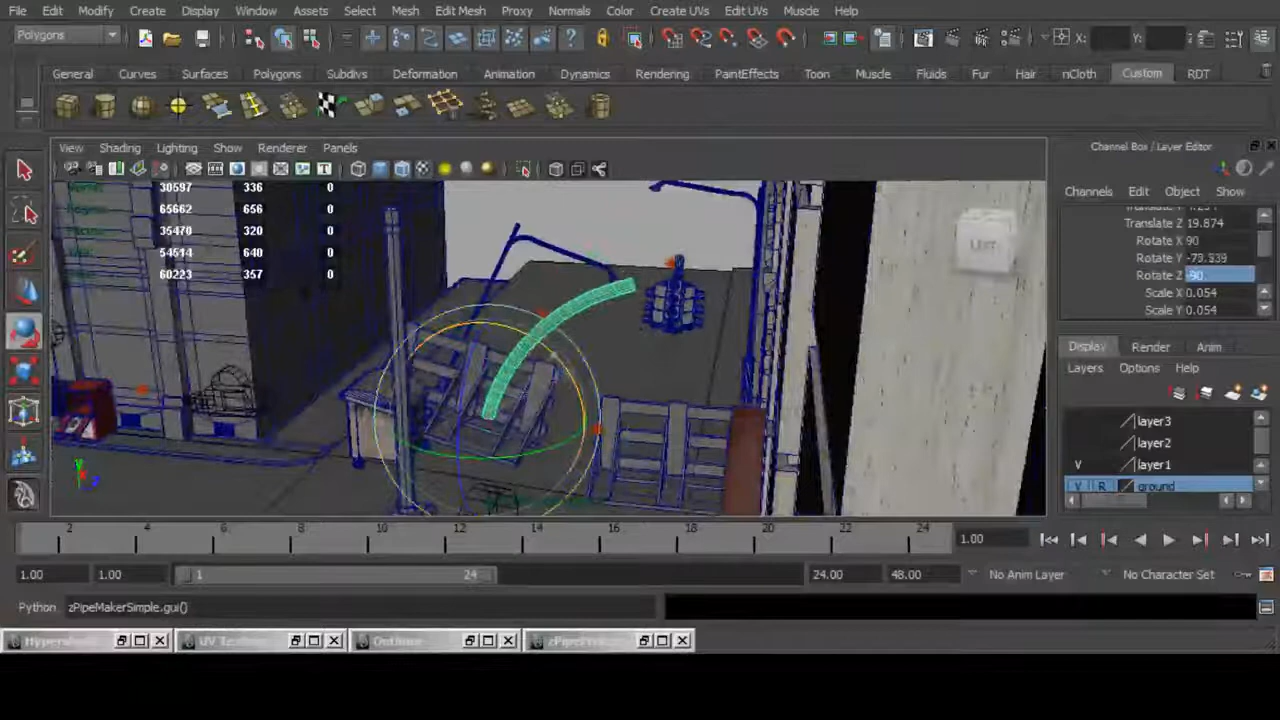 File Edit Modify Create Display Window Assets Select Mesh Edit Mesh Proxy Normals Color Create UVs Edit UVs Muscle Help
Polygons X: Y:
General Curves Surfaces Polygons Subdivs Deformation Animation Dynamics Rendering PaintEffects Toon Muscle Fluids Fur Hair nCloth Custom RDT
View Shading Lighting Show Renderer Panels
Channel Box / Layer Editor
Channels Edit Object Show
30597 336 0
65662 656 0
35470 320 0
54514 640 0
60223 357 0
LEFT
Translate Z 19.874
Rotate X 90
Rotate Y -73.339
Rotate Z -90
Scale X 0.054
Scale Y 0.054
Display Render Anim
Layers Options Help
layer3
layer2
V layer1
V R ground
2 4 6 8 10 12 14 16 18 20 22 24
1.00
1.00 1.00 1 24 24.00 48.00 No Anim Layer No Character Set
Python zPipeMakerSimple.gui()